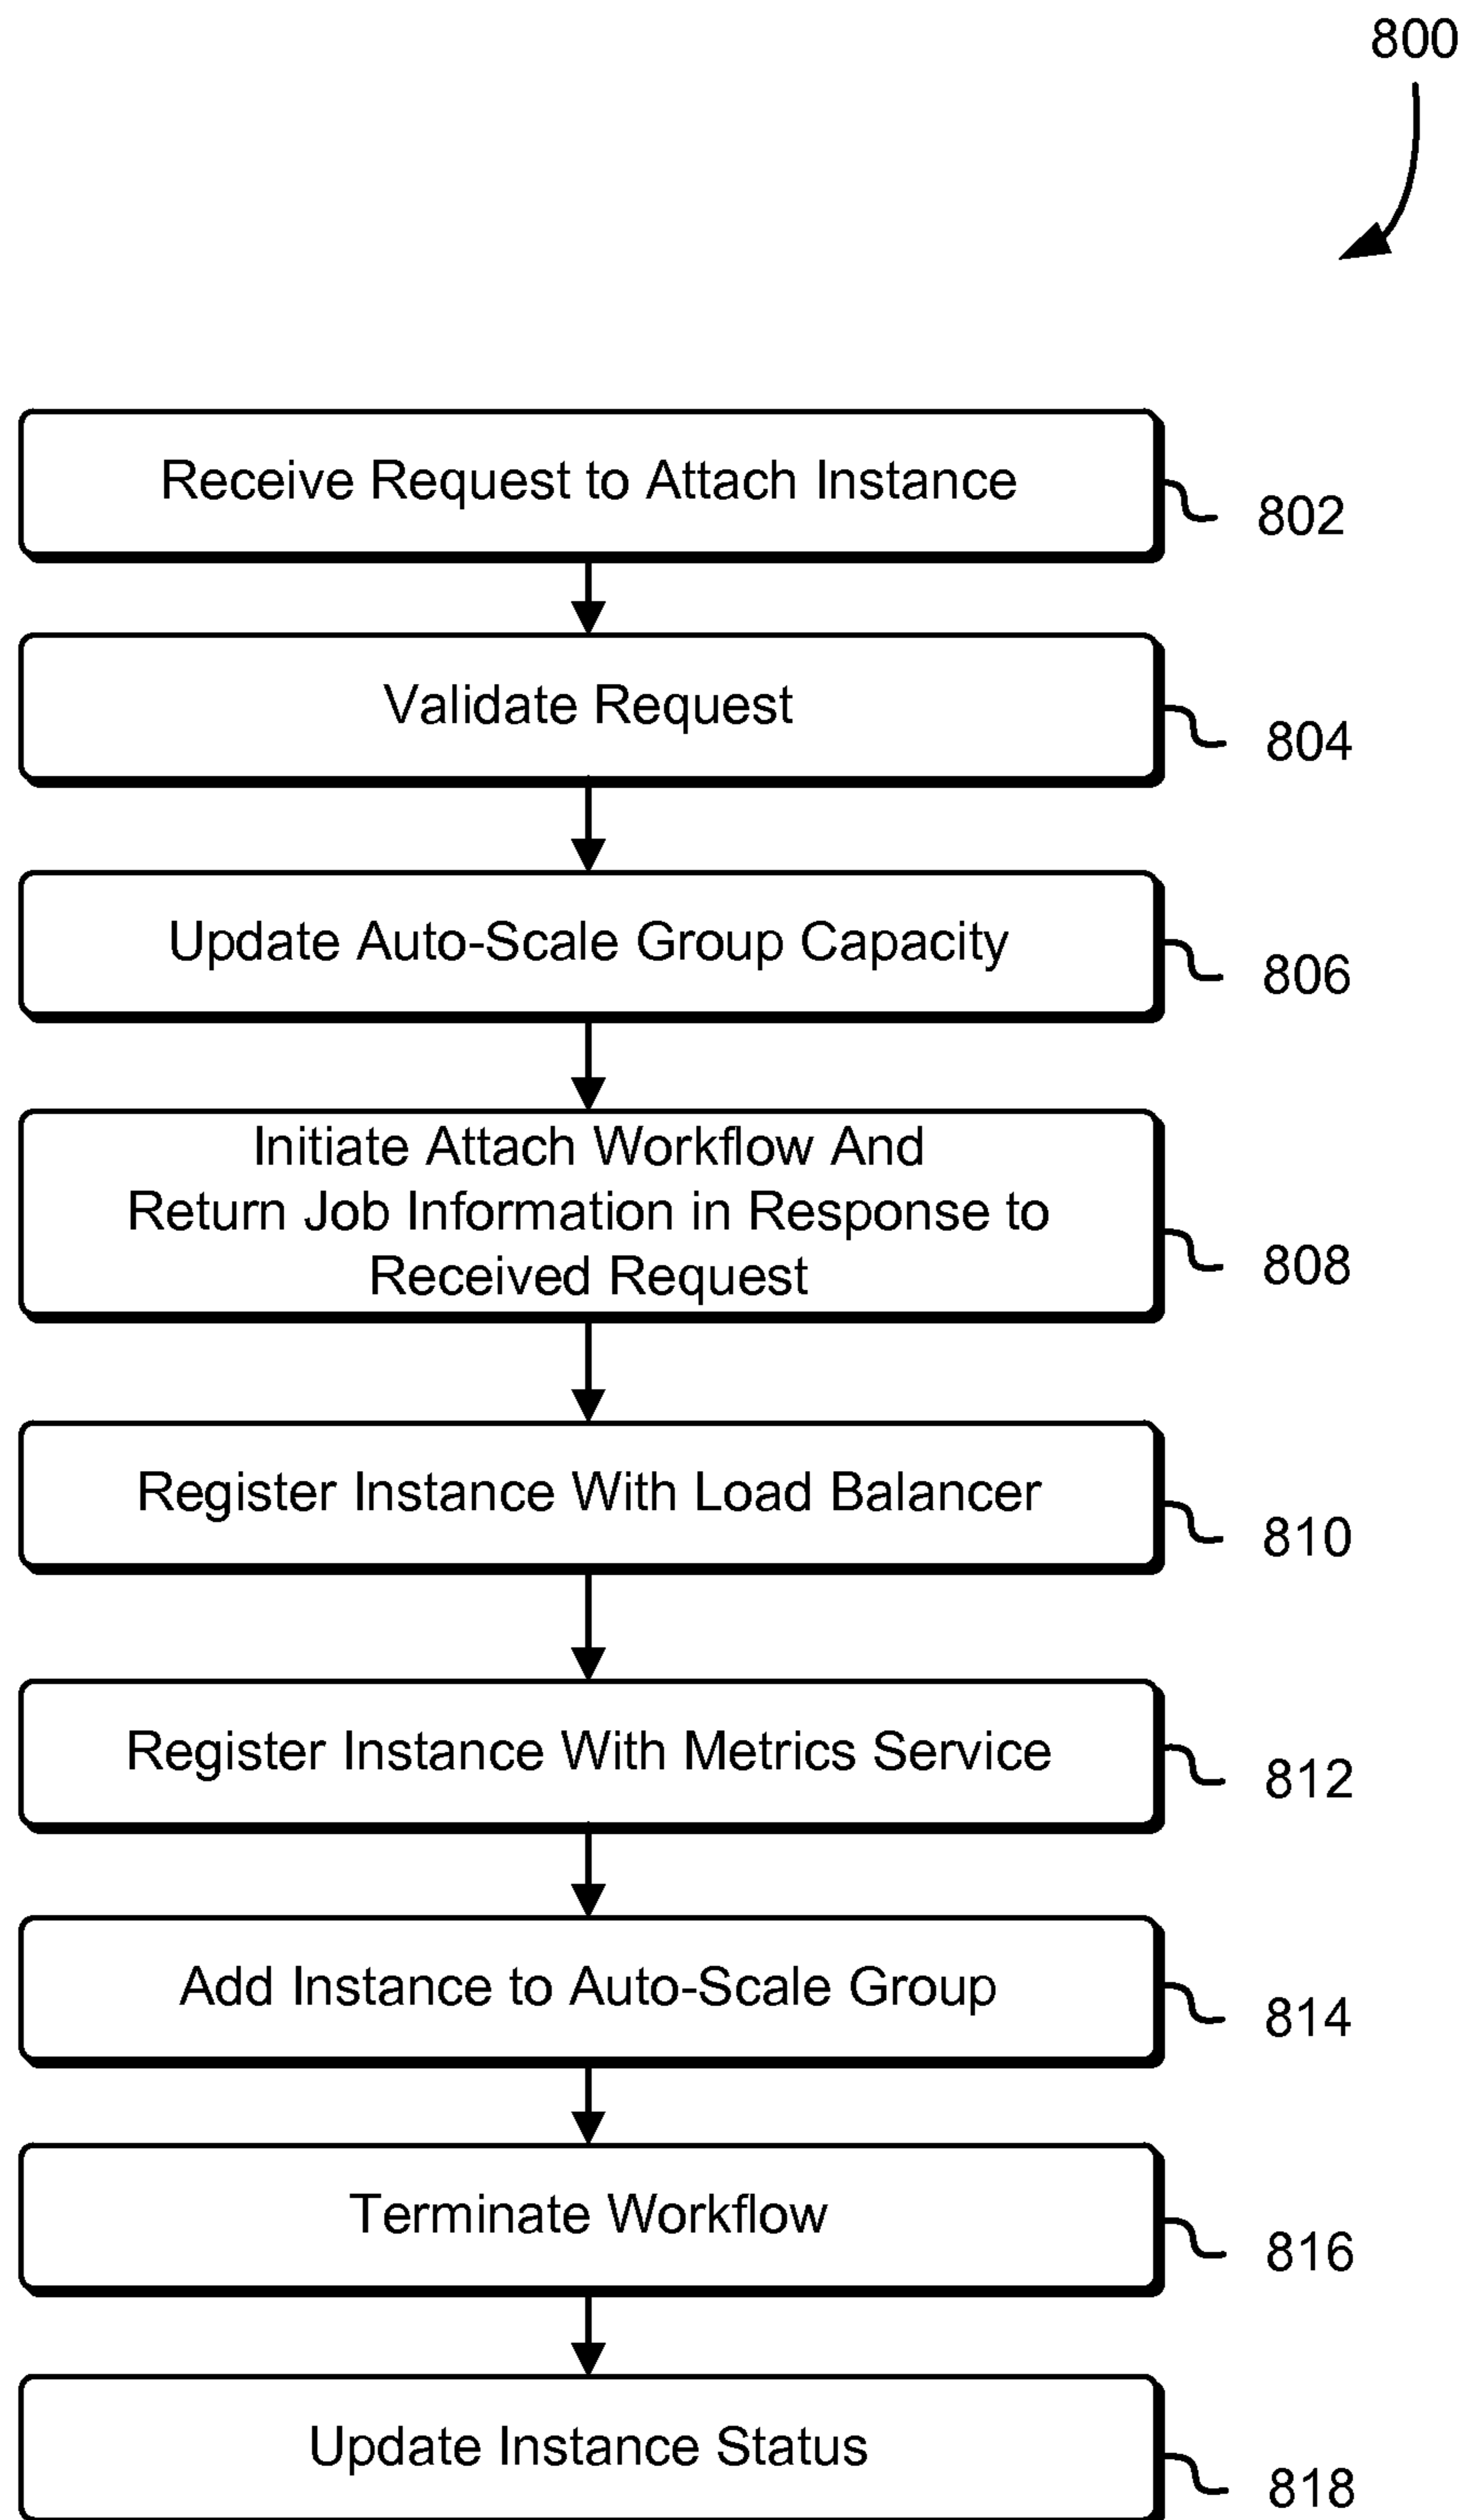 800
Receive Request to Attach Instance
802
Validate Request
804
Update Auto-Scale Group Capacity
806
Initiate Attach Workflow And
Return Job Information in Response to
Received Request
808
Register Instance With Load Balancer
810
Register Instance With Metrics Service
812
Add Instance to Auto-Scale Group
814
Terminate Workflow
816
Update Instance Status
818